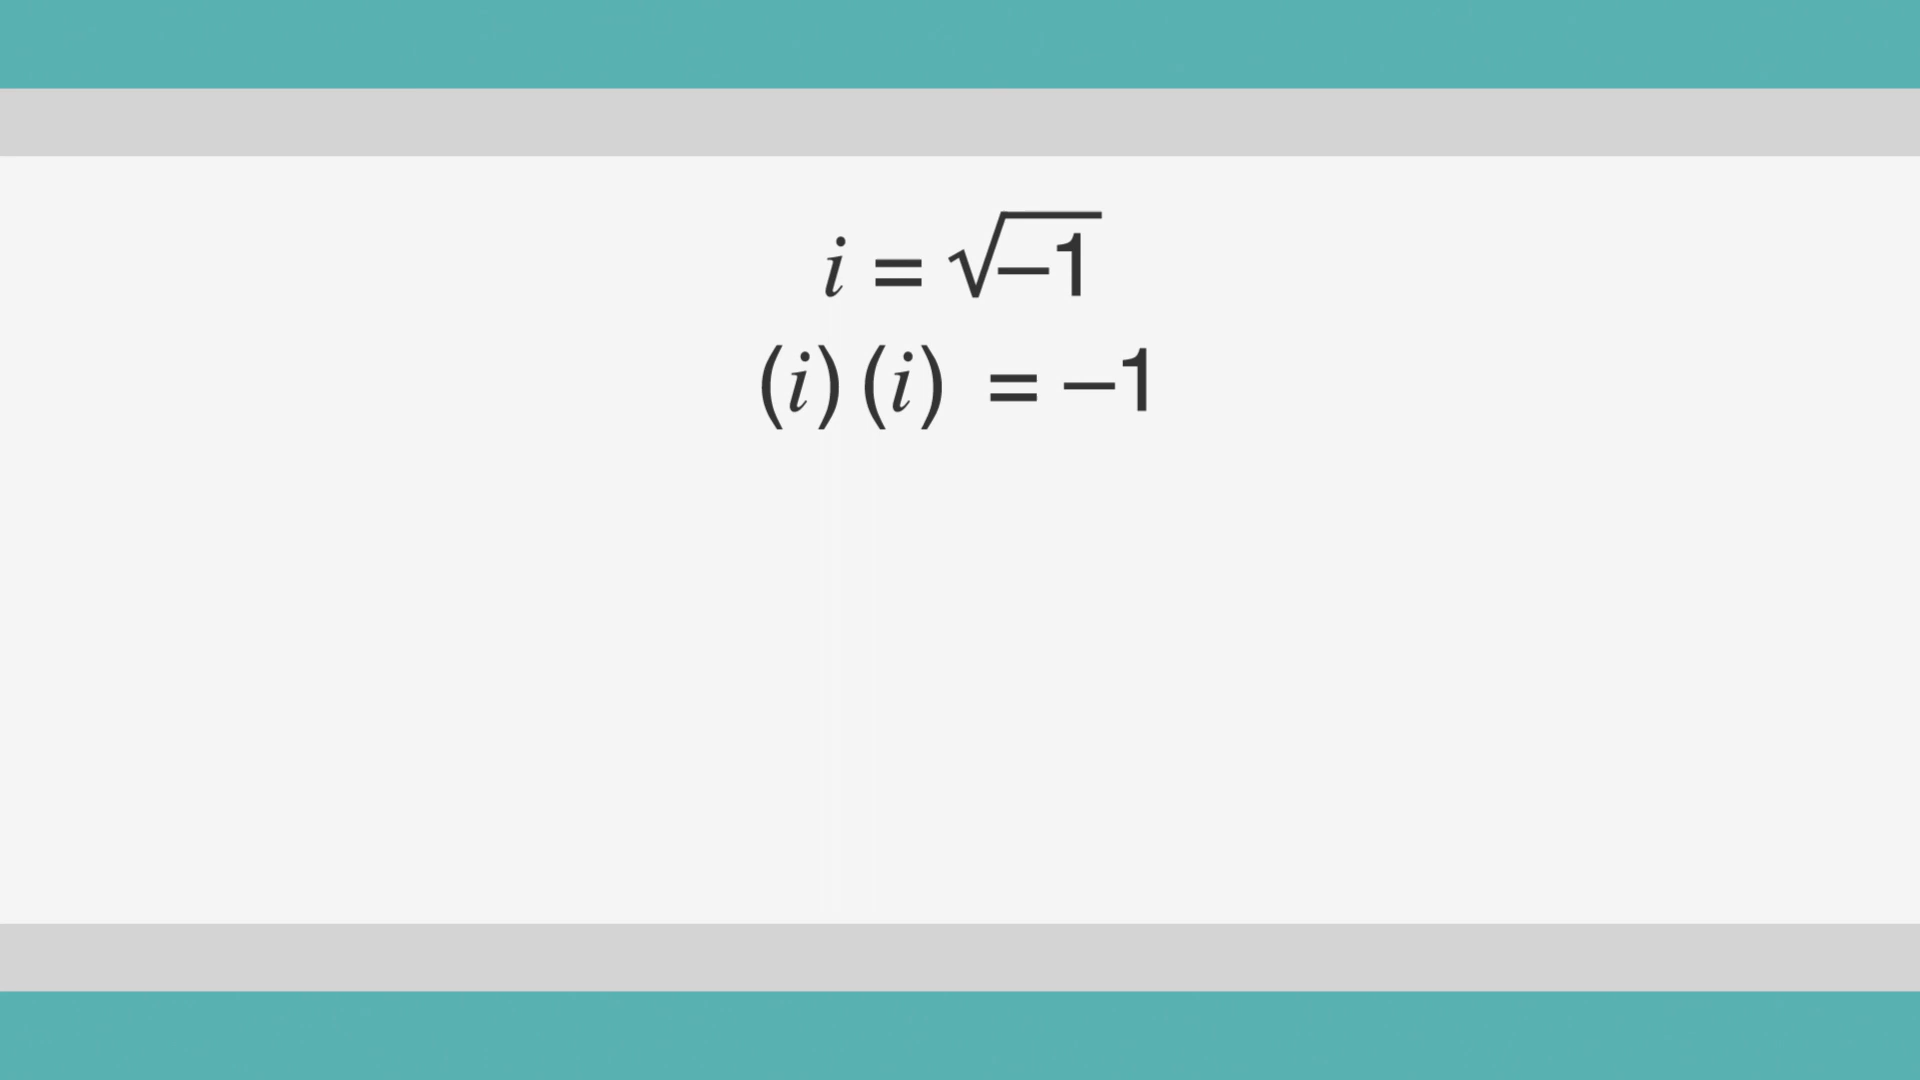 i = √–1
(i)(i) = –1